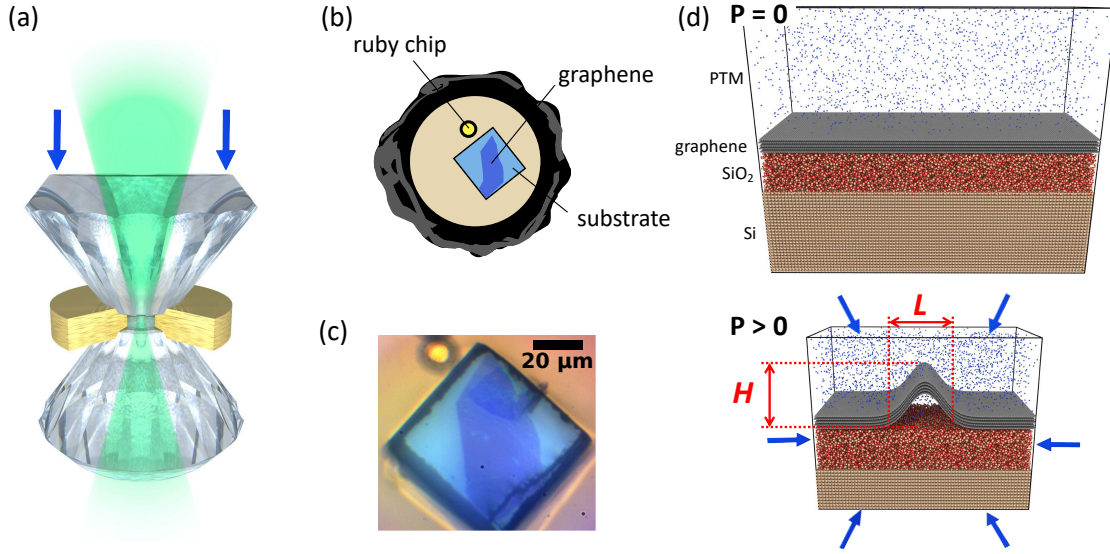 (a)
(b)
ruby chip
graphene
substrate
(c)
20 µm
(d)
P = 0
PTM
graphene
SiO₂
Si
P > 0
L
H